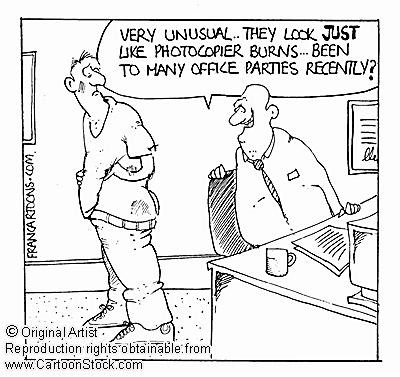 VERY UNUSUAL.. THEY LOOK JUST
LIKE PHOTOCOPIER BURNS... BEEN
TO MANY OFFICE PARTIES RECENTLY?
FRANCARTOONS.COM
© Original Artist
Reproduction rights obtainable from
www.CartoonStock.com